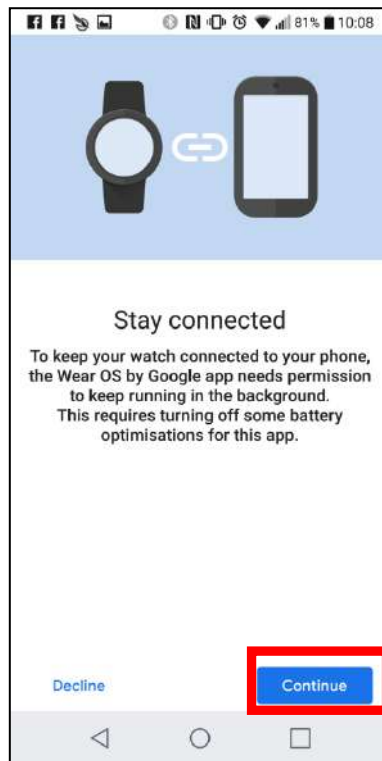 81% 10:08
Stay connected
To keep your watch connected to your phone,
the Wear OS by Google app needs permission
to keep running in the background.
This requires turning off some battery
optimisations for this app.
Decline Continue